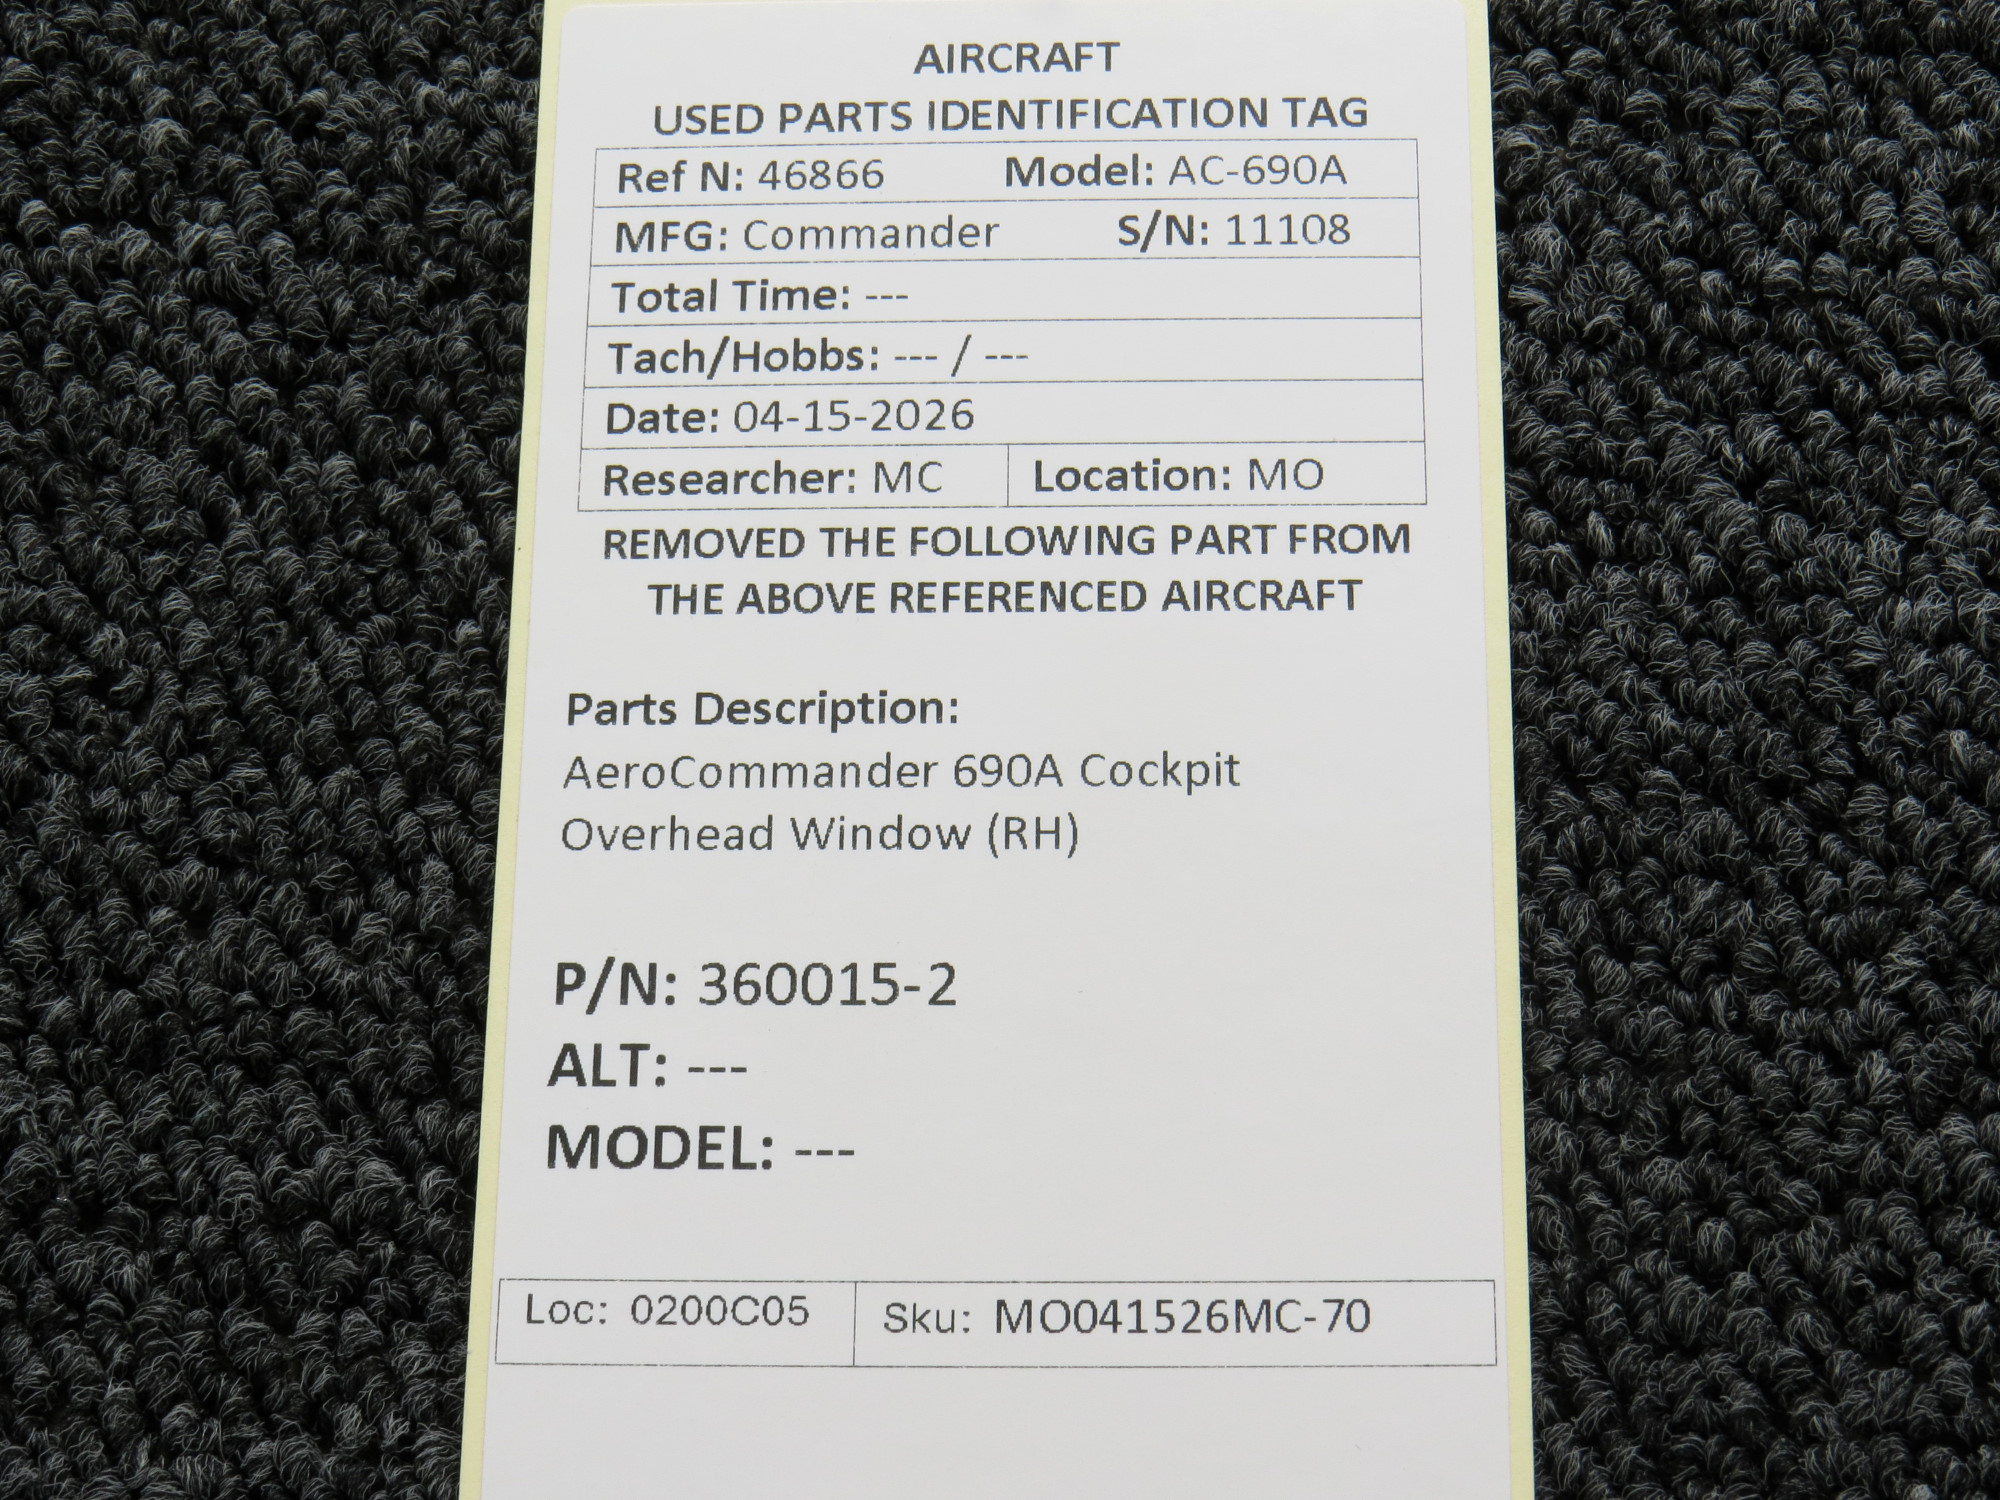 AIRCRAFT
USED PARTS IDENTIFICATION TAG
Ref N: 46866 Model: AC-690A
MFG: Commander S/N: 11108
Total Time: ---
Tach/Hobbs: --- / ---
Date: 04-15-2026
Researcher: MC Location: MO
REMOVED THE FOLLOWING PART FROM
THE ABOVE REFERENCED AIRCRAFT
Parts Description:
AeroCommander 690A Cockpit
Overhead Window (RH)
P/N: 360015-2
ALT: ---
MODEL: ---
Loc: 0200C05 Sku: MO041526MC-70